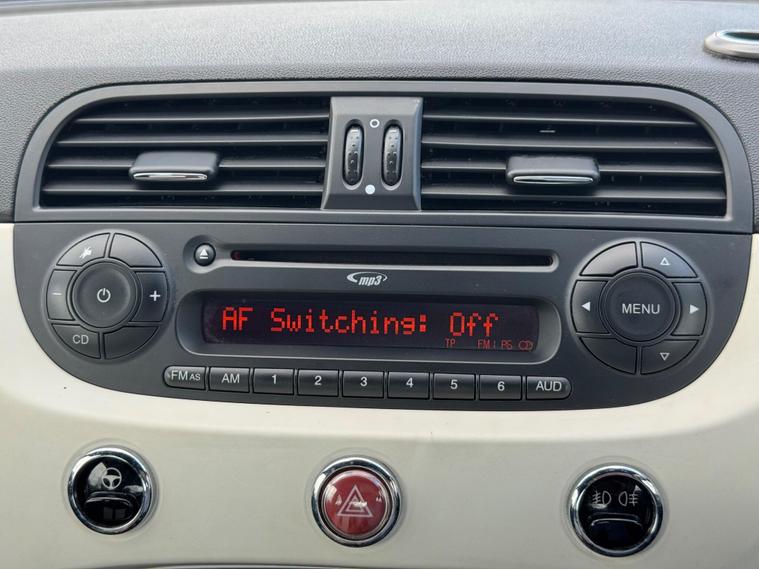 mp3
AF Switching: Off
TP FM: PS CD
CD
MENU
FM AS AM 1 2 3 4 5 6 AUD